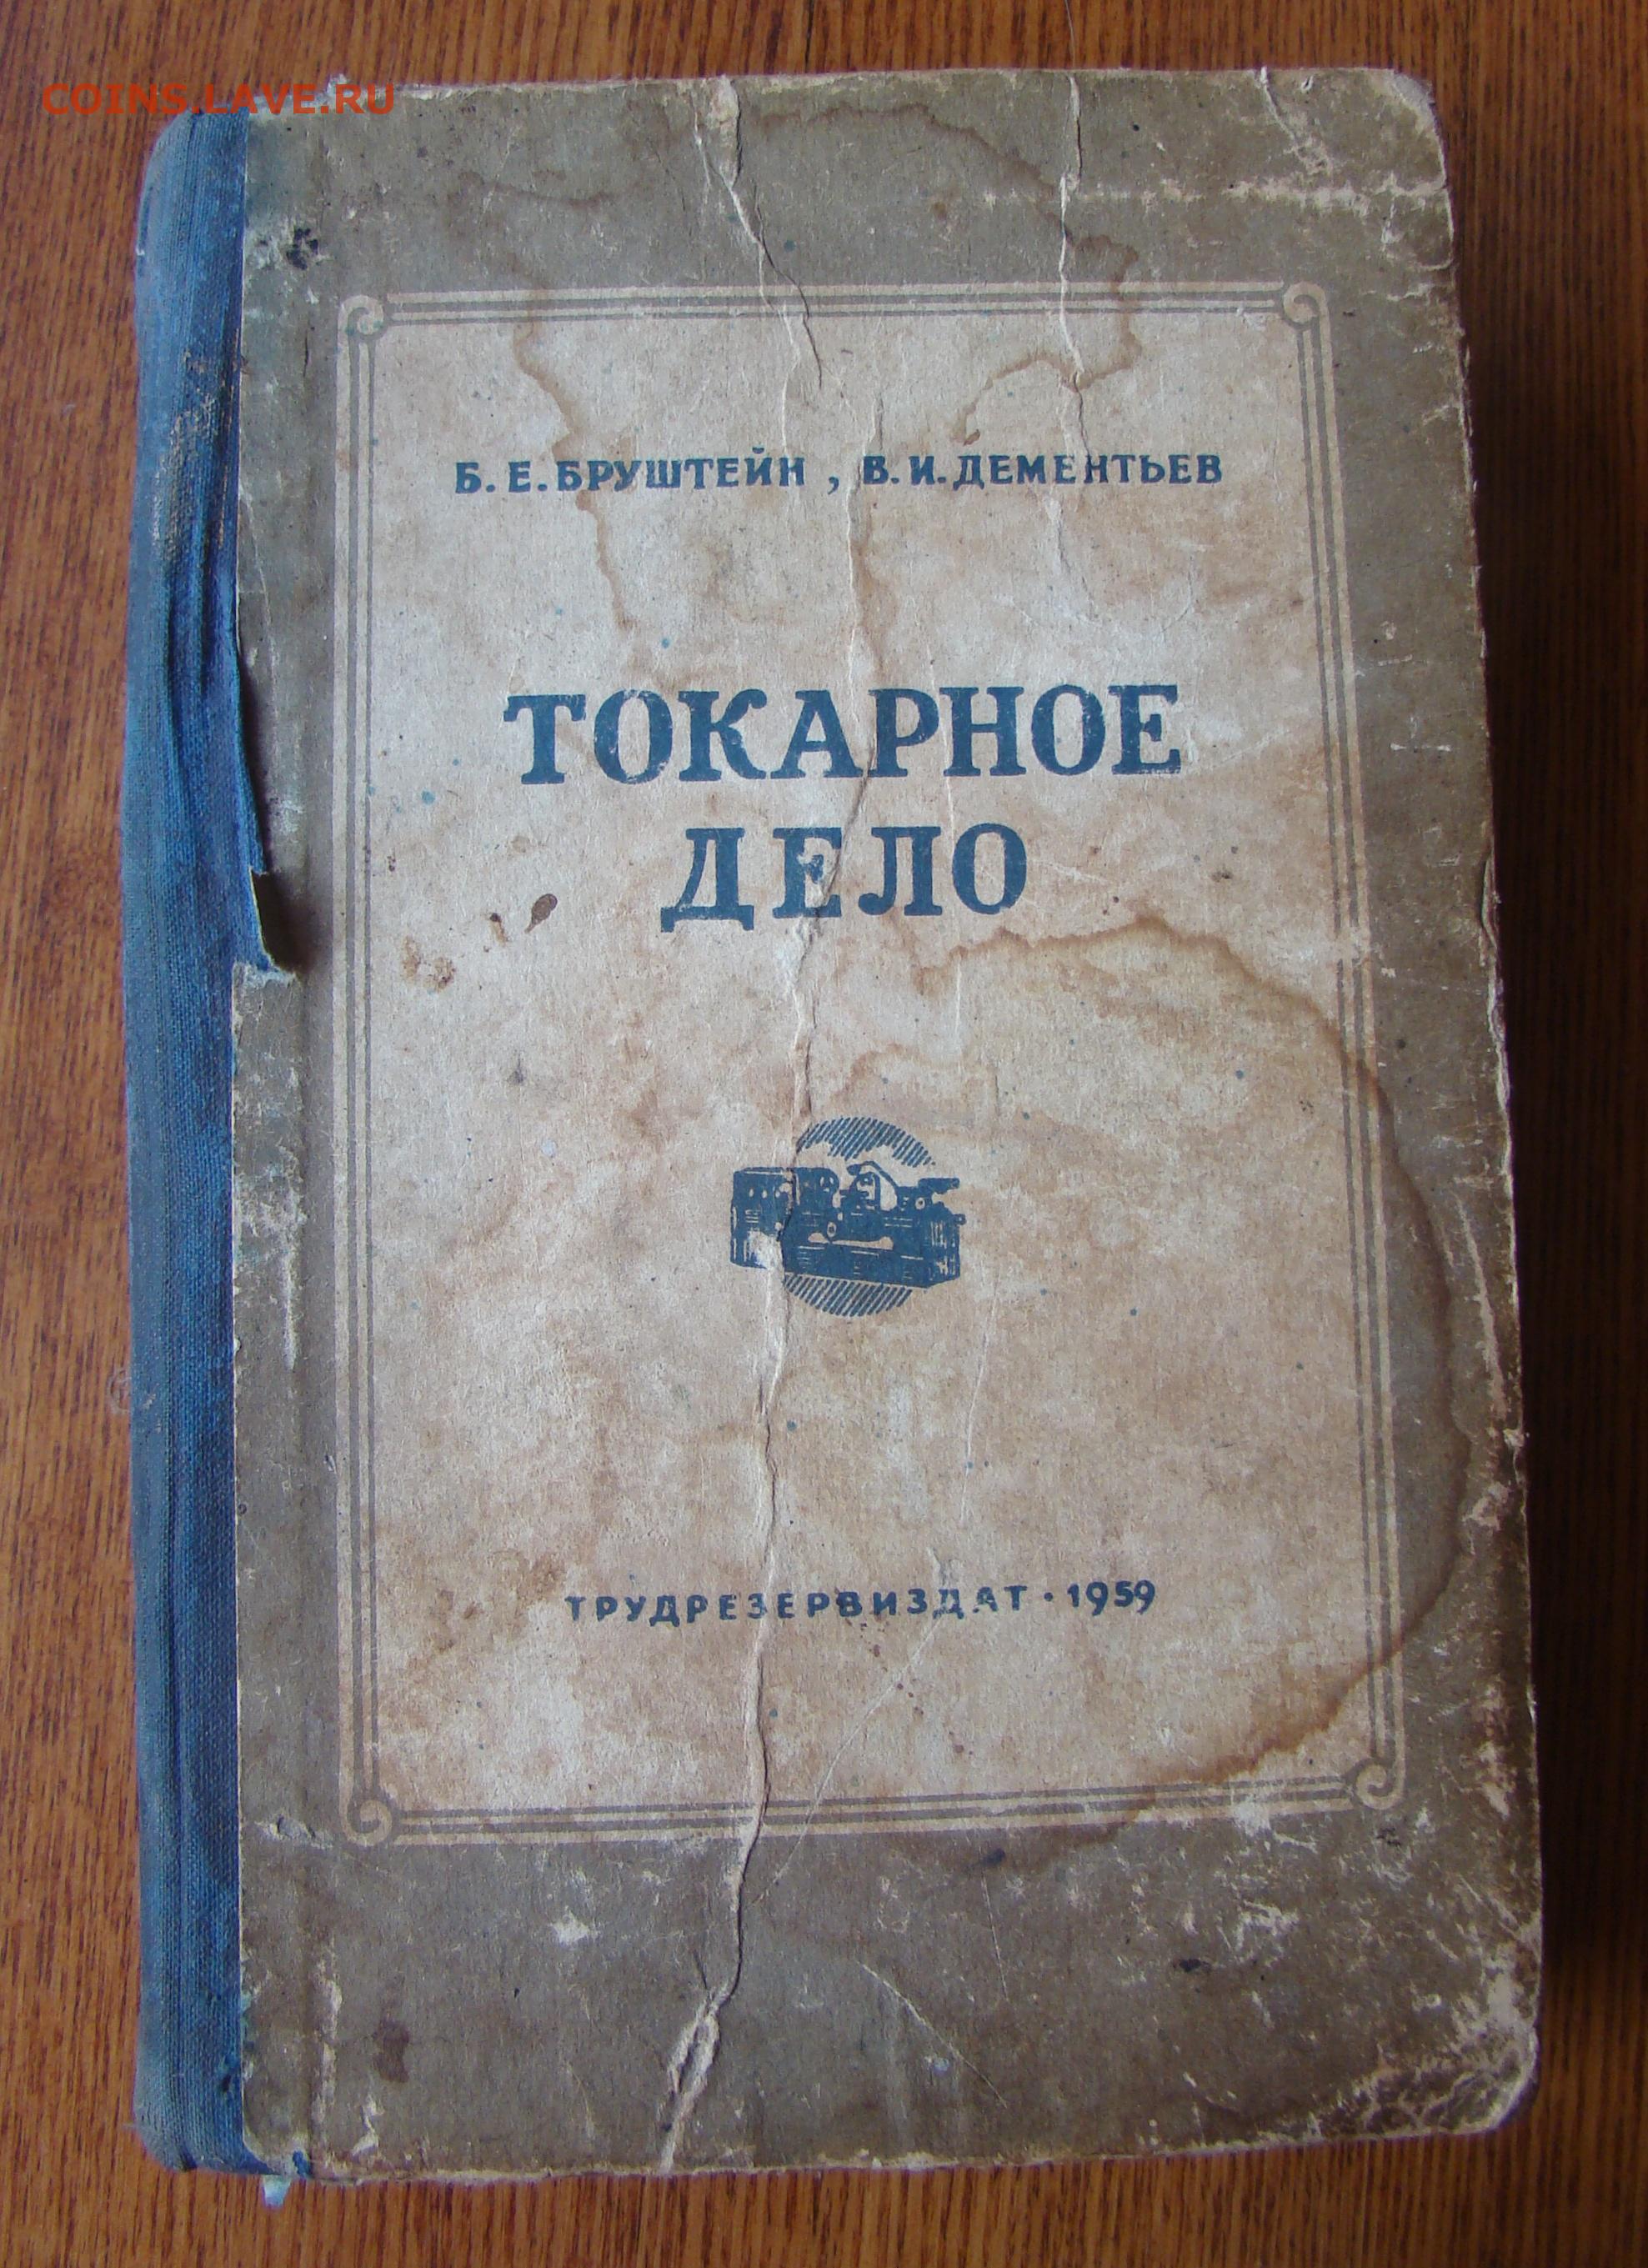 COINS.LAVE.RU
Б. Е. БРУШТЕЙН, В. И. ДЕМЕНТЬЕВ
ТОКАРНОЕ
ДЕЛО
ТРУДРЕЗЕРВИЗДАТ · 1959